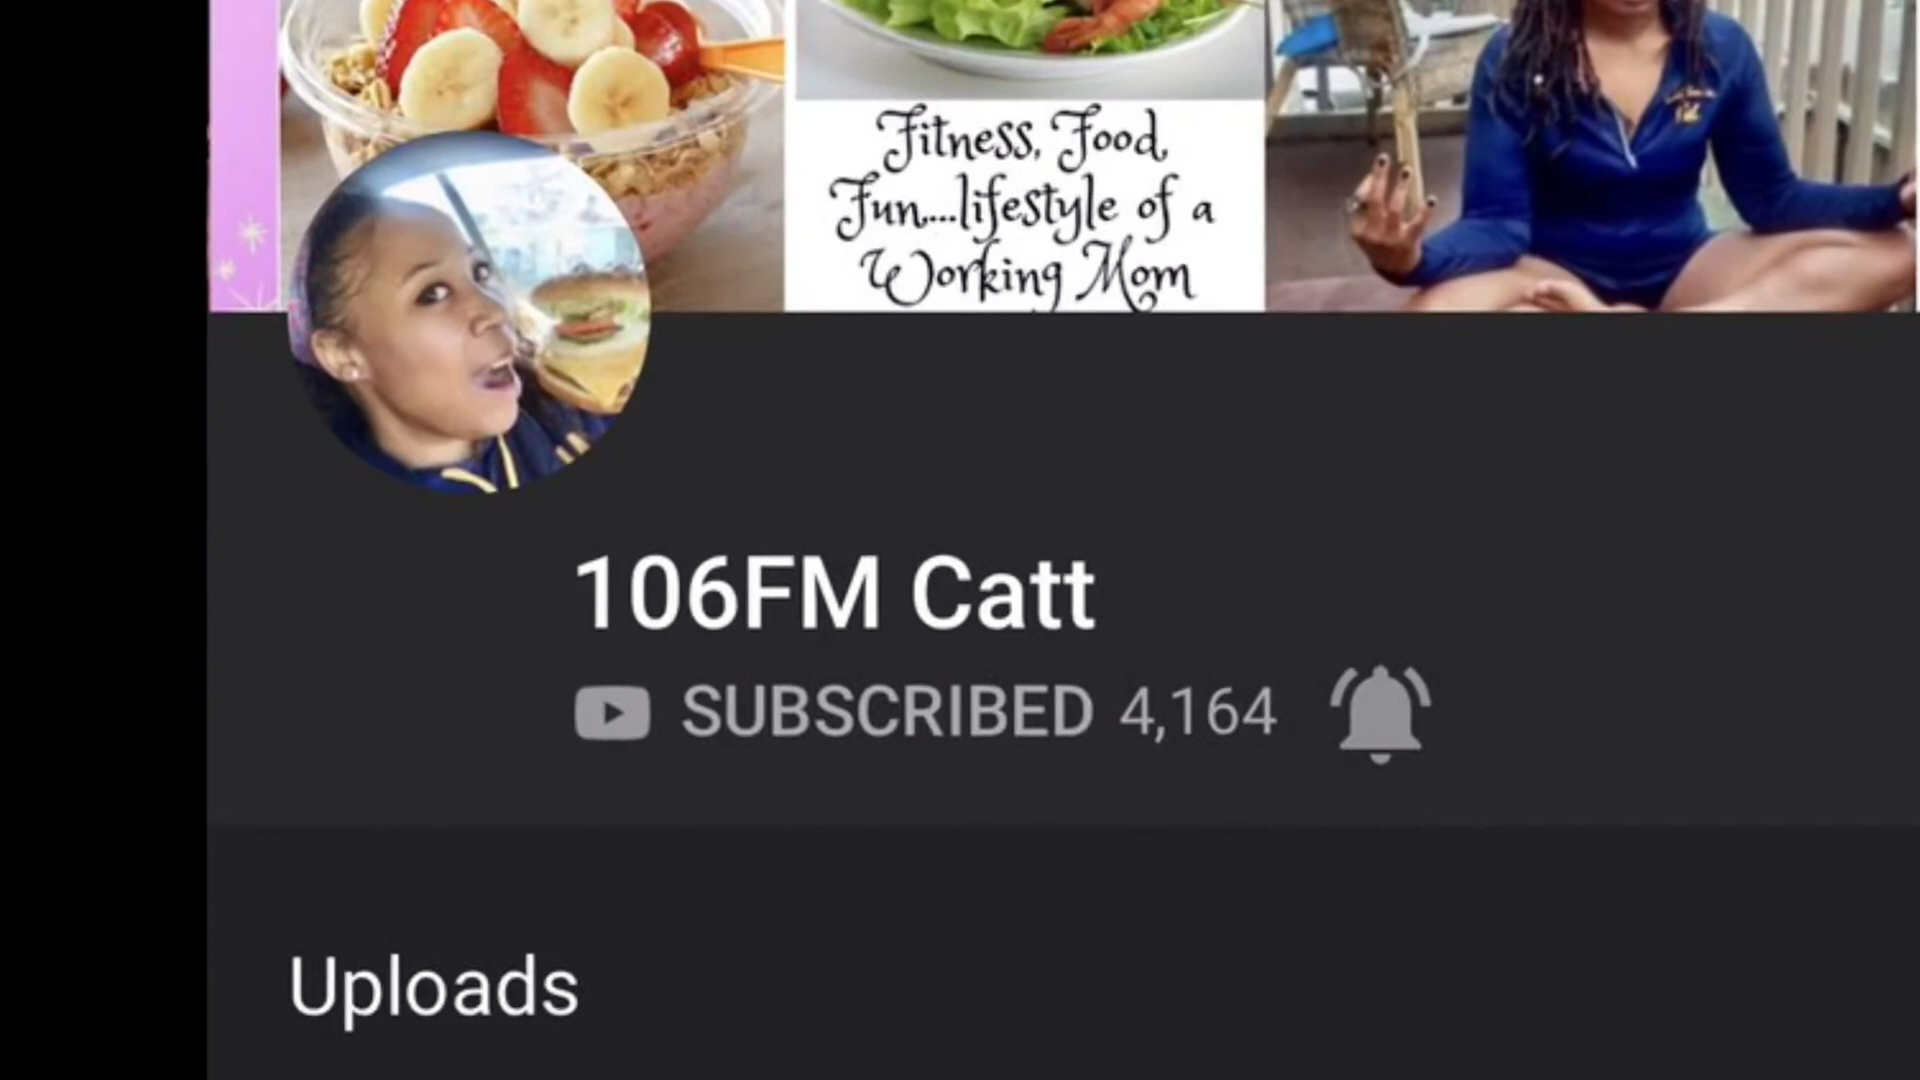 Fitness, Food,
Fun....lifestyle of a
Working Mom
106FM Catt
SUBSCRIBED 4,164
Uploads